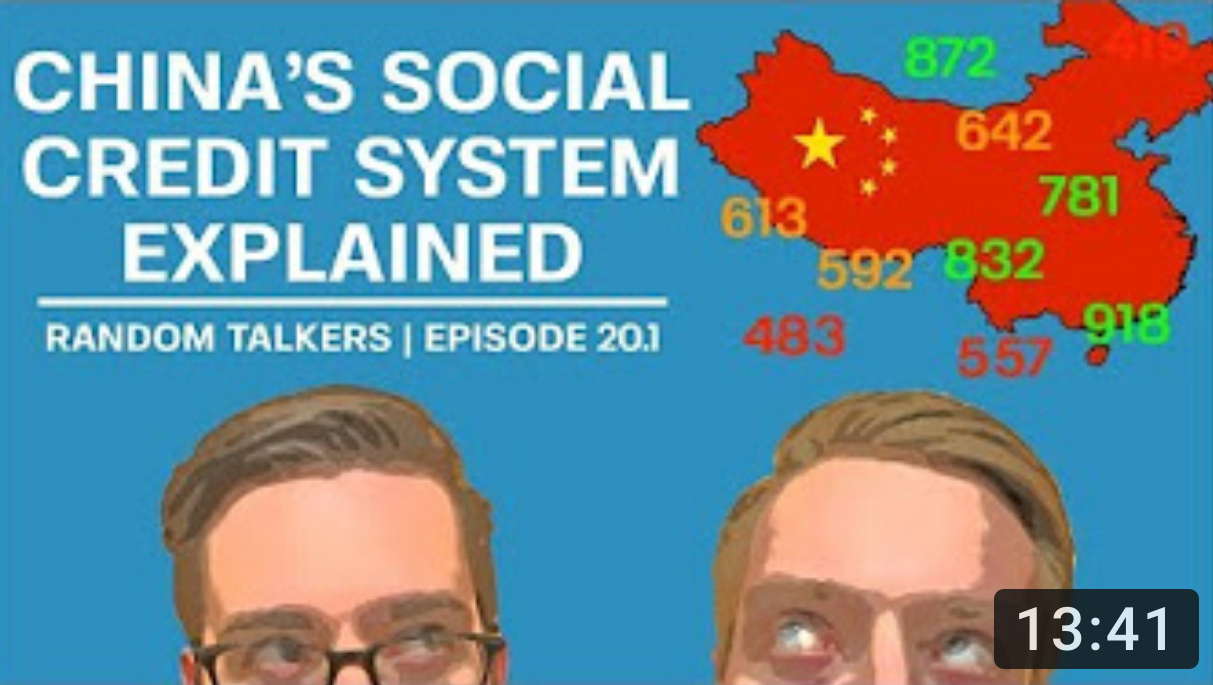 CHINA'S SOCIAL
CREDIT SYSTEM
EXPLAINED
RANDOM TALKERS | EPISODE 20.1
872
419
642
781
613
592
832
918
483
557
13:41